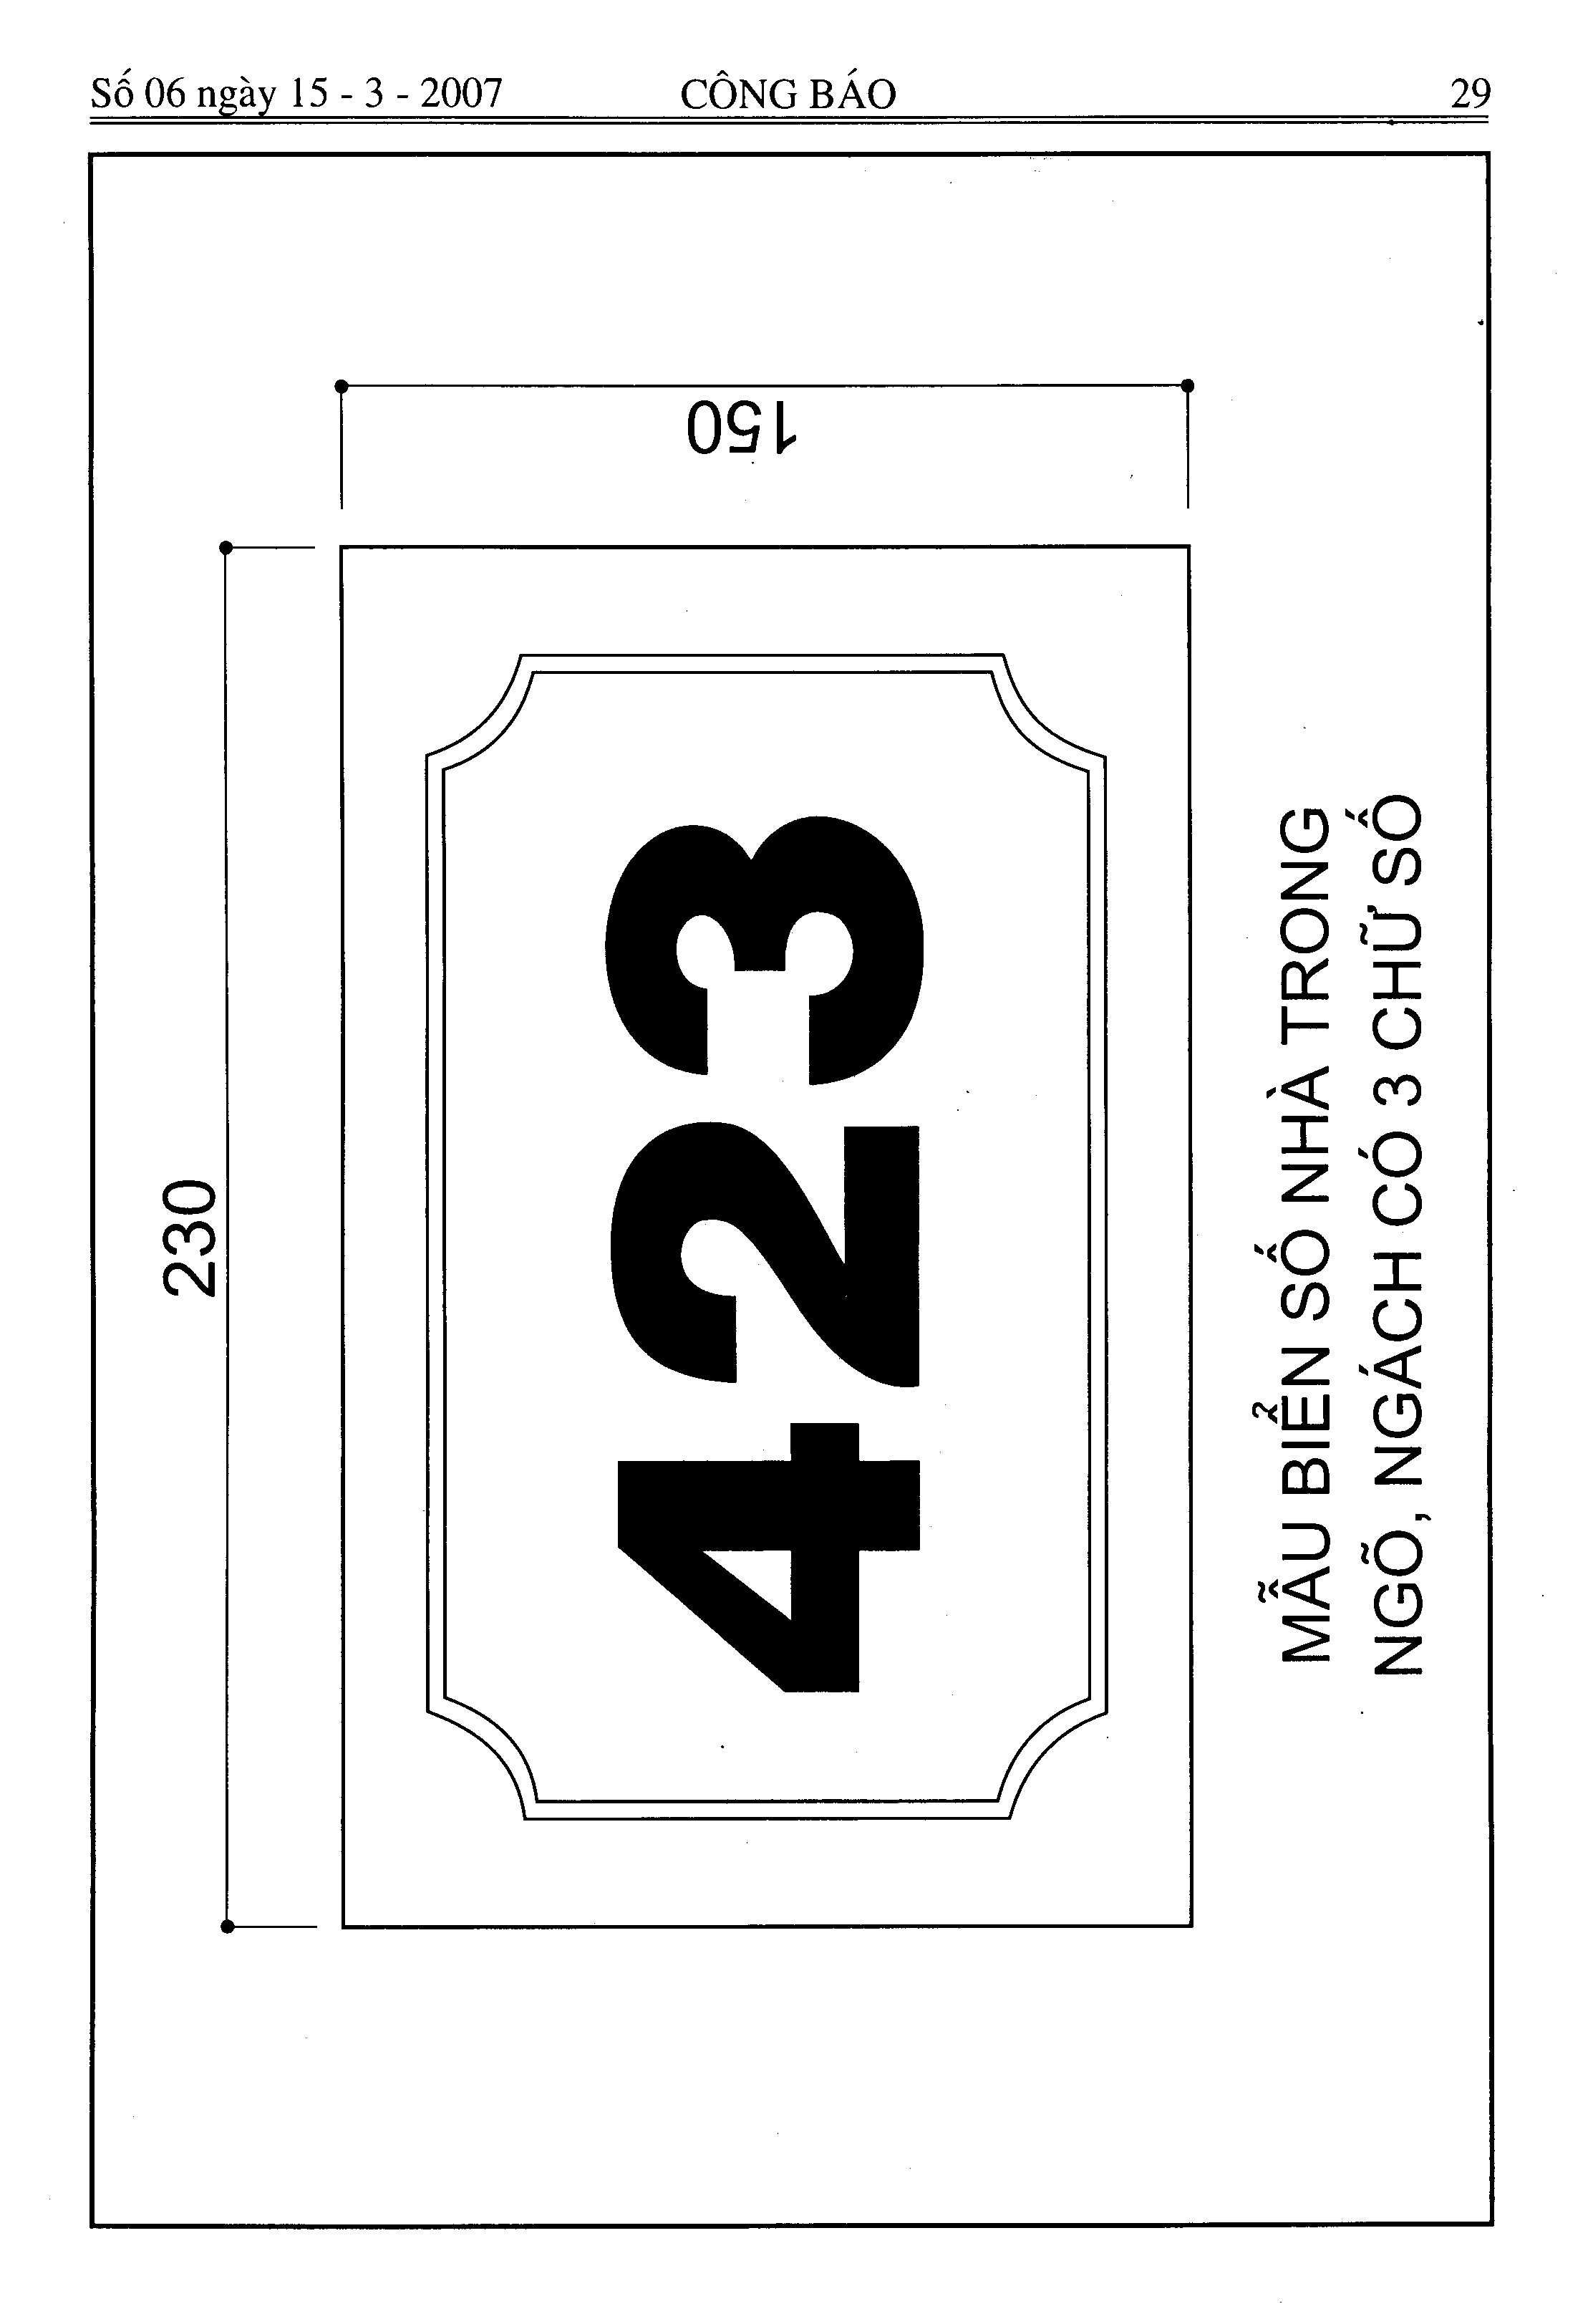 Số 06 ngày 15 - 3 - 2007 CÔNG BÁO 29
150
230
423
MẪU BIỂN SỐ NHÀ TRONG
NGÕ, NGÁCH CÓ 3 CHỮ SỐ